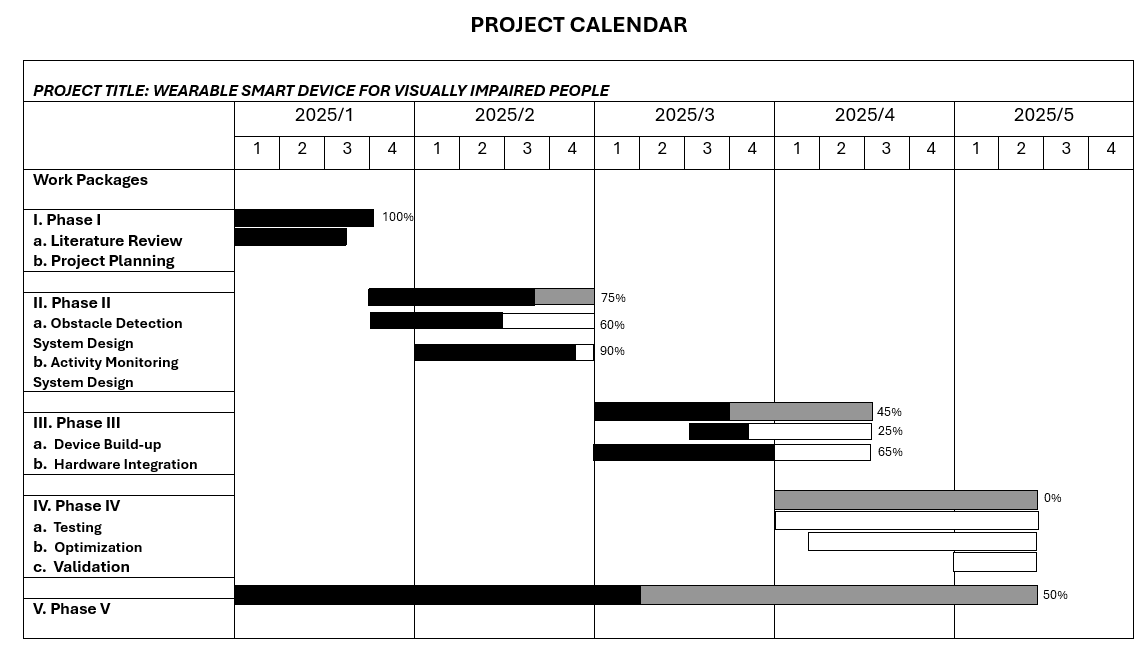 PROJECT CALENDAR
PROJECT TITLE: WEARABLE SMART DEVICE FOR VISUALLY IMPAIRED PEOPLE
2025/1 2025/2 2025/3 2025/4 2025/5
1 2 3 4 1 2 3 4 1 2 3 4 1 2 3 4 1 2 3 4
Work Packages
I. Phase I 100%
a. Literature Review
b. Project Planning
II. Phase II 75%
a. Obstacle Detection 60%
System Design
b. Activity Monitoring 90%
System Design
III. Phase III 45%
a. Device Build-up 25%
b. Hardware Integration 65%
IV. Phase IV 0%
a. Testing
b. Optimization
c. Validation
V. Phase V 50%